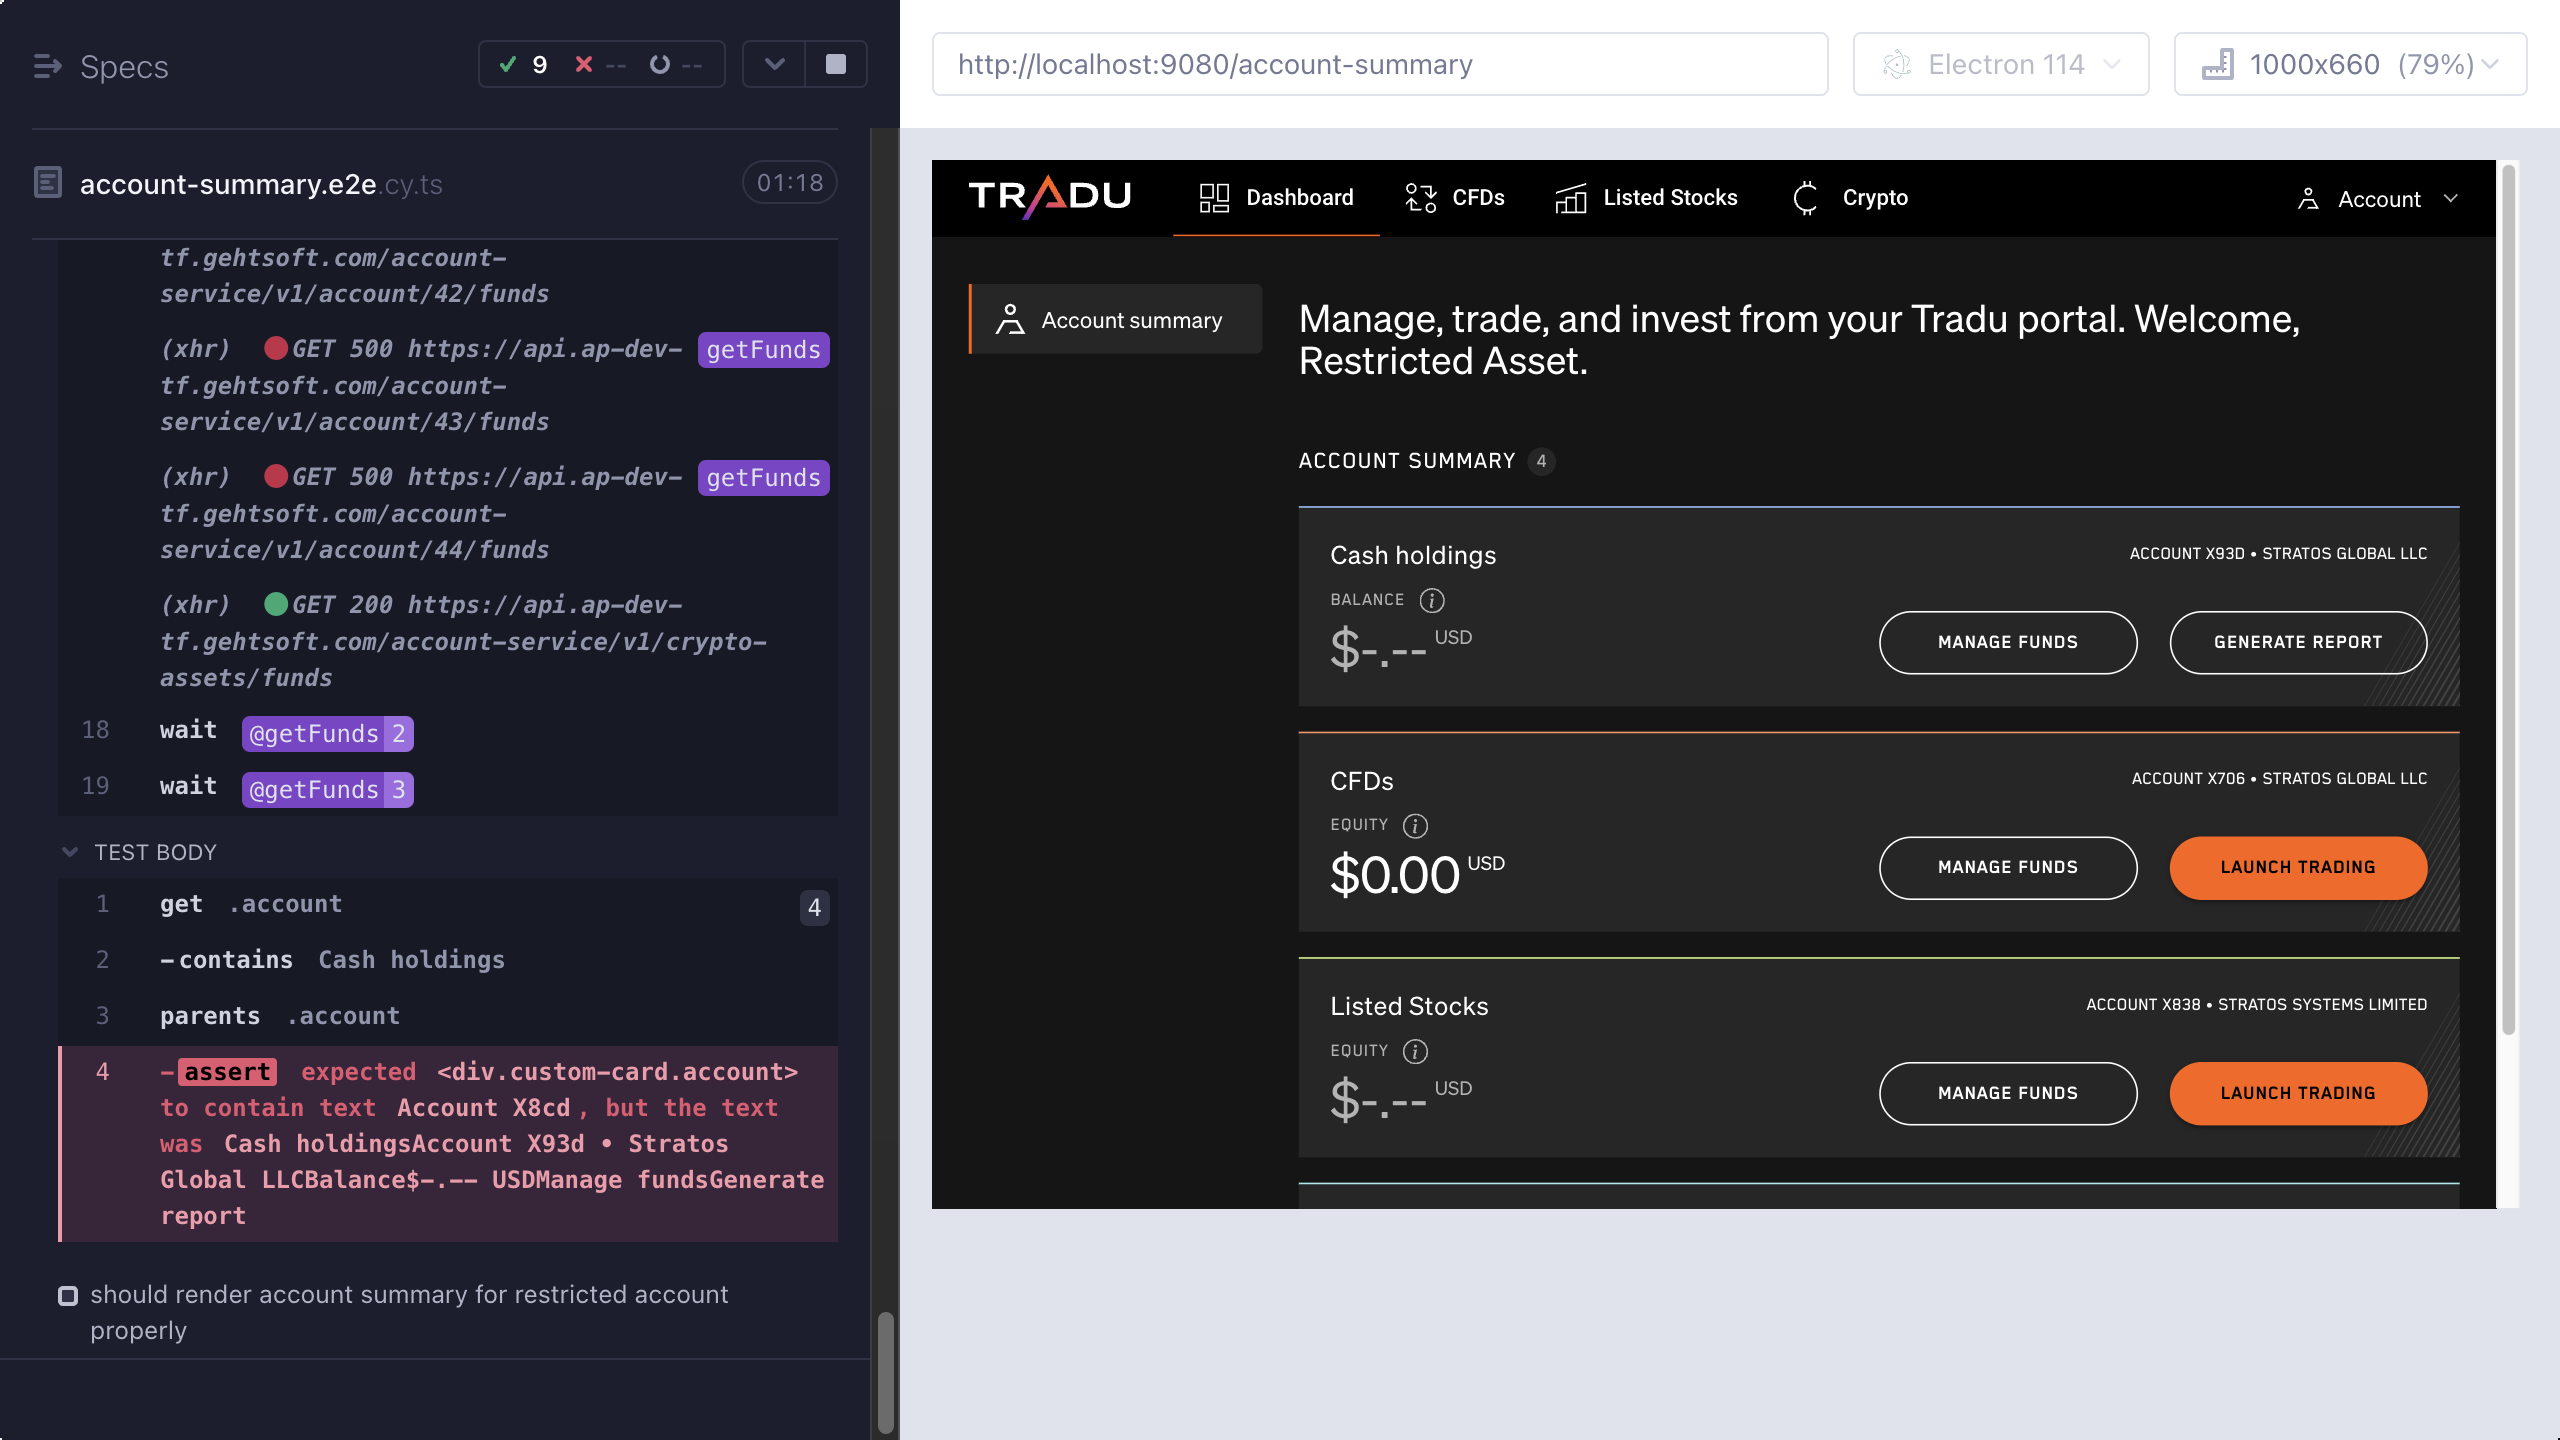 Specs
9
--
--
account-summary.e2e.cy.ts
01:18
tf.gehtsoft.com/account-
service/v1/account/42/funds
(xhr) GET 500 https://api.ap-dev- getFunds
tf.gehtsoft.com/account-
service/v1/account/43/funds
(xhr) GET 500 https://api.ap-dev- getFunds
tf.gehtsoft.com/account-
service/v1/account/44/funds
(xhr) GET 200 https://api.ap-dev-
tf.gehtsoft.com/account-service/v1/crypto-
assets/funds
18 wait @getFunds 2
19 wait @getFunds 3
TEST BODY
1 get .account 4
2 -contains Cash holdings
3 parents .account
4 -assert expected <div.custom-card.account>
to contain text Account X8cd, but the text
was Cash holdingsAccount X93d • Stratos
Global LLCBalance$-.-- USDManage fundsGenerate
report
should render account summary for restricted account
properly
http://localhost:9080/account-summary
Electron 114
1000x660 (79%)
TRADU
Dashboard
CFDs
Listed Stocks
Crypto
Account
Account summary
Manage, trade, and invest from your Tradu portal. Welcome,
Restricted Asset.
ACCOUNT SUMMARY 4
Cash holdings
ACCOUNT X93D • STRATOS GLOBAL LLC
BALANCE i
$-.-- USD
MANAGE FUNDS
GENERATE REPORT
CFDs
ACCOUNT X706 • STRATOS GLOBAL LLC
EQUITY i
$0.00 USD
MANAGE FUNDS
LAUNCH TRADING
Listed Stocks
ACCOUNT X838 • STRATOS SYSTEMS LIMITED
EQUITY i
$-.-- USD
MANAGE FUNDS
LAUNCH TRADING